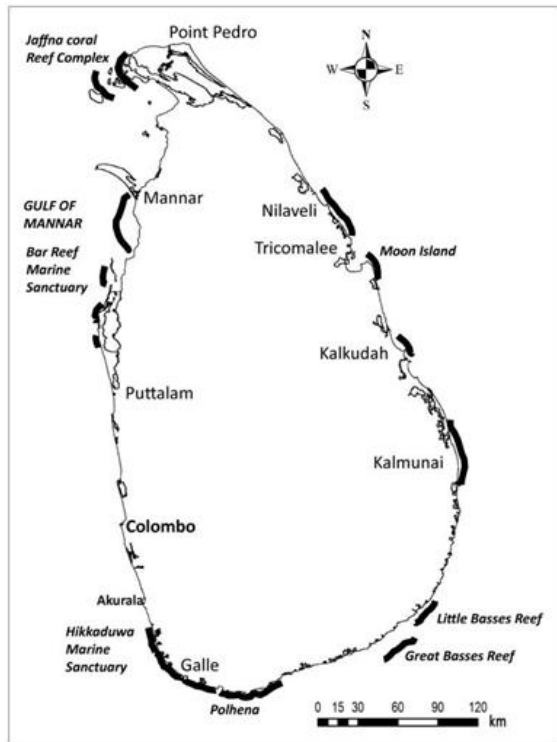 Jaffna coral
Reef Complex
Point Pedro
N
W E
S
Mannar
GULF OF
MANNAR
Nilaveli
Tricomalee
Moon Island
Bar Reef
Marine
Sanctuary
Kalkudah
Puttalam
Kalmunai
Colombo
Akurala
Little Basses Reef
Hikkaduwa
Marine
Sanctuary
Galle
Great Basses Reef
Polhena
0 15 30 60 90 120
km